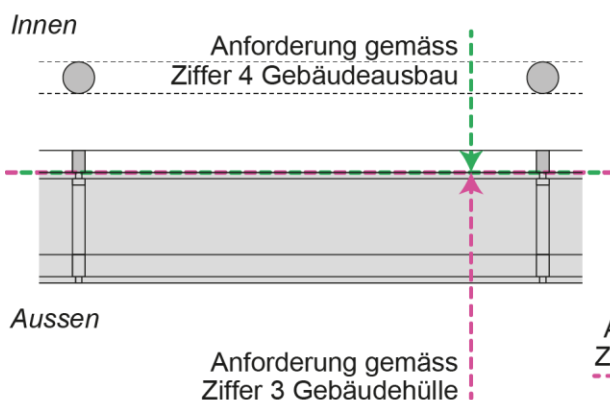 Innen
Anforderung gemäss
Ziffer 4 Gebäudeausbau
Aussen
Anforderung gemäss
Ziffer 3 Gebäudehülle
A
Z